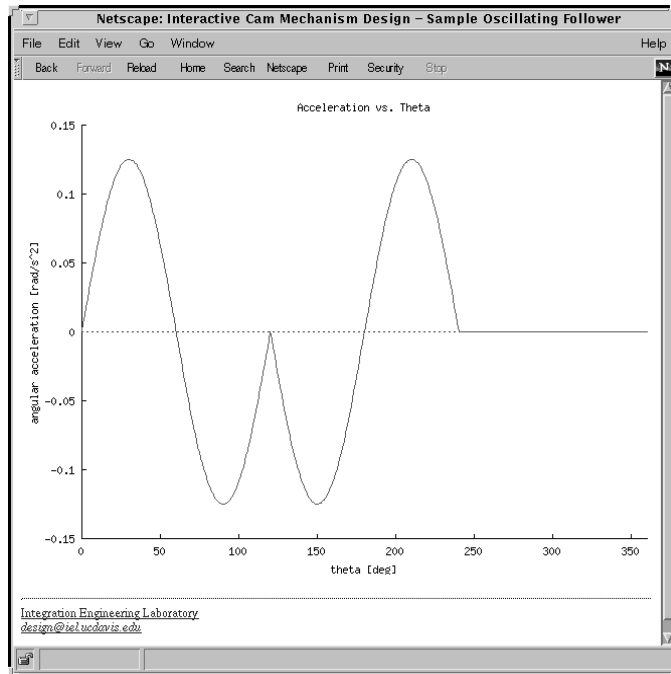 Netscape: Interactive Cam Mechanism Design – Sample Oscillating Follower
File Edit View Go Window Help
Back Forward Reload Home Search Netscape Print Security Stop N
Acceleration vs. Theta
0.15
0.1
0.05
0
-0.05
-0.1
-0.15
angular acceleration [rad/s^2]
0 50 100 150 200 250 300 350
theta [deg]
Integration Engineering Laboratory
design@iel.ucdavis.edu